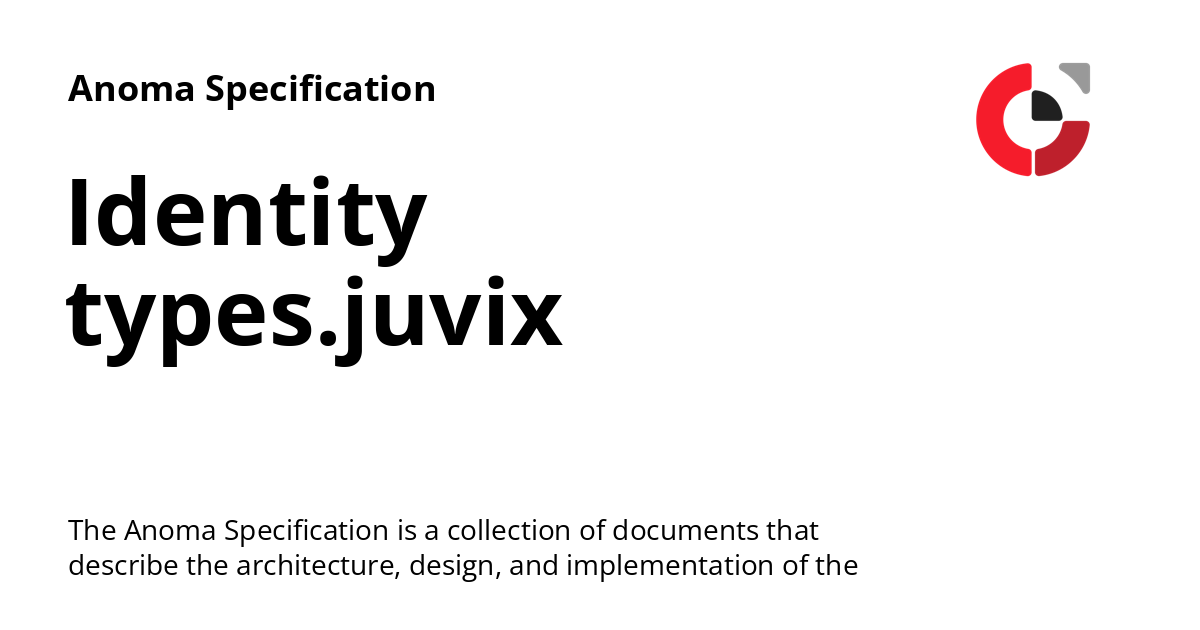 Anoma Specification
Identity
types.juvix
The Anoma Specification is a collection of documents that
describe the architecture, design, and implementation of the